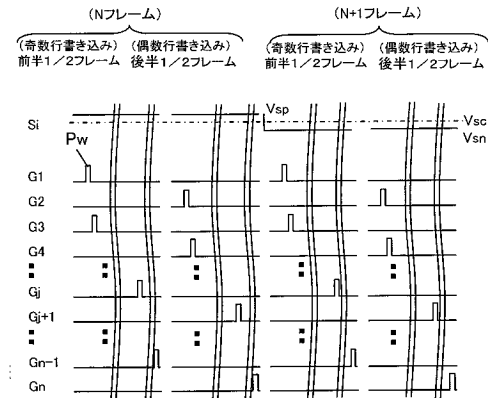 (Nフレーム) (N+1フレーム)
(奇数行書き込み) (偶数行書き込み) (奇数行書き込み) (偶数行書き込み)
前半1/2フレーム 後半1/2フレーム 前半1/2フレーム 後半1/2フレーム
Si Vsp Vsc
Vsn
Pw
G1
G2
G3
G4
Gj
Gj+1
Gn-1
Gn